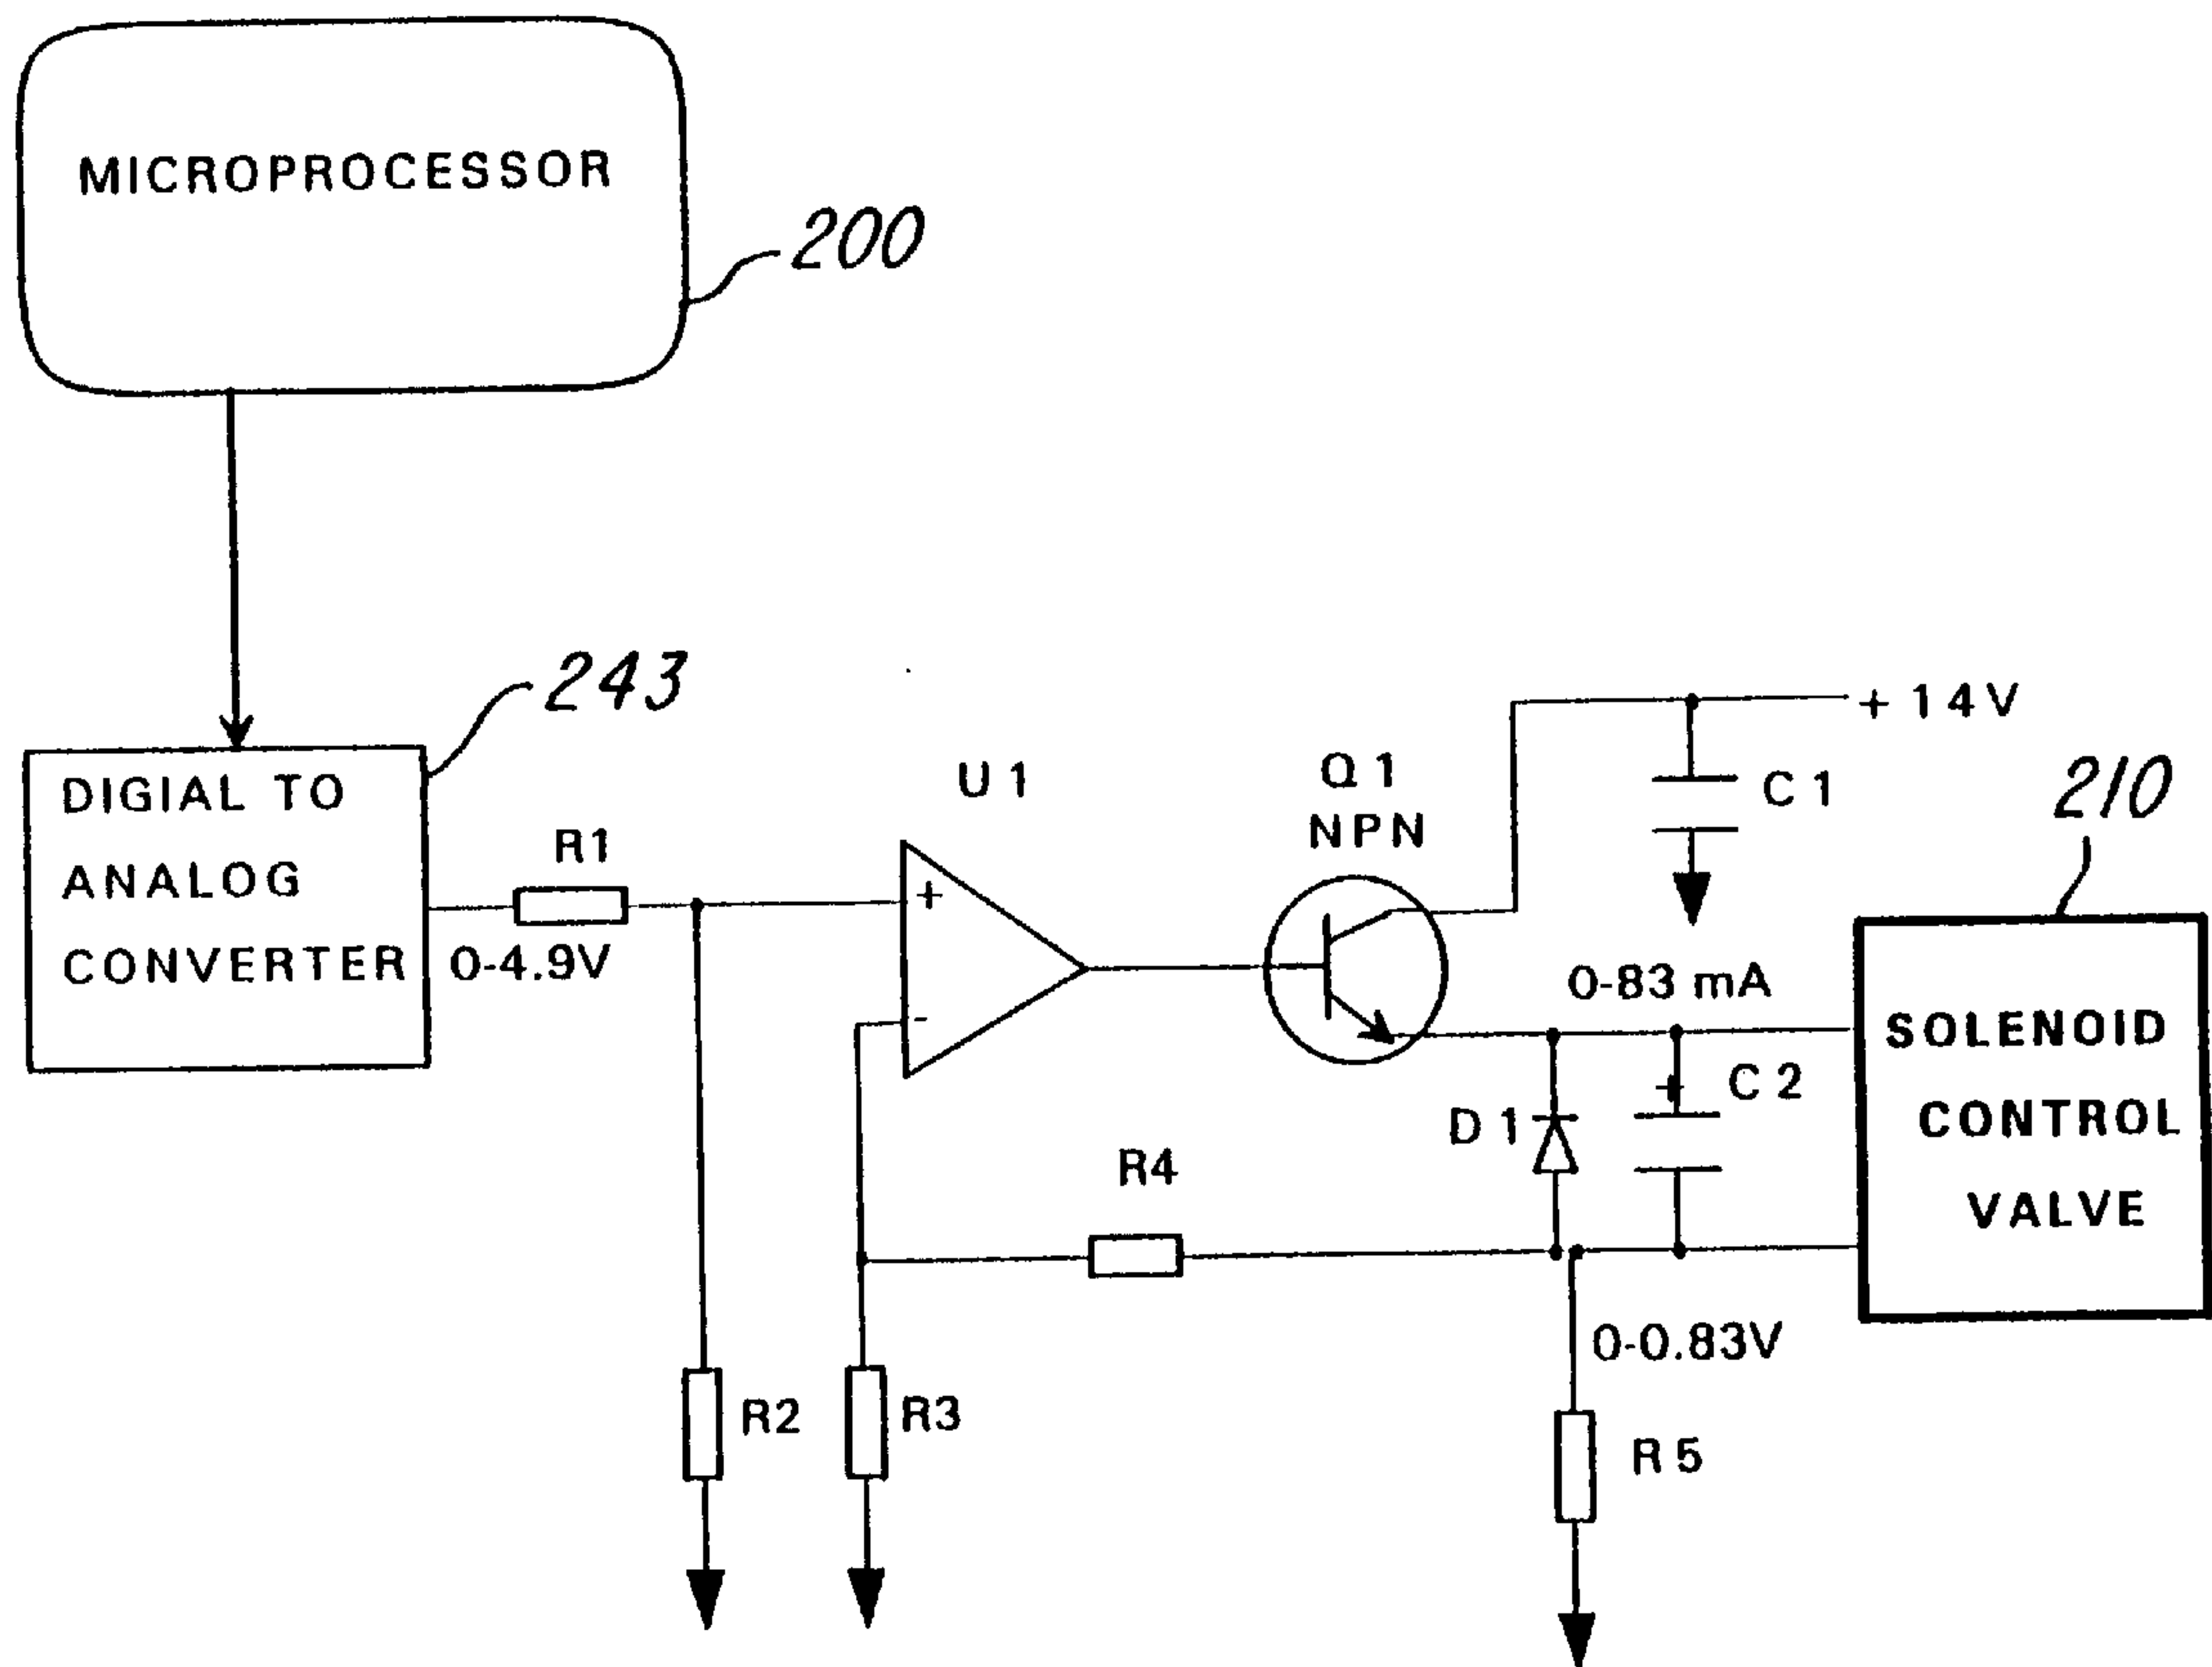 MICROPROCESSOR
200
243
DIGIAL TO
ANALOG
CONVERTER
R1
0-4.9V
U1
+
-
Q1
NPN
+14V
C1
210
0-83 mA
SOLENOID
CONTROL
VALVE
+
C2
D1
R4
0-0.83V
R2
R3
R5